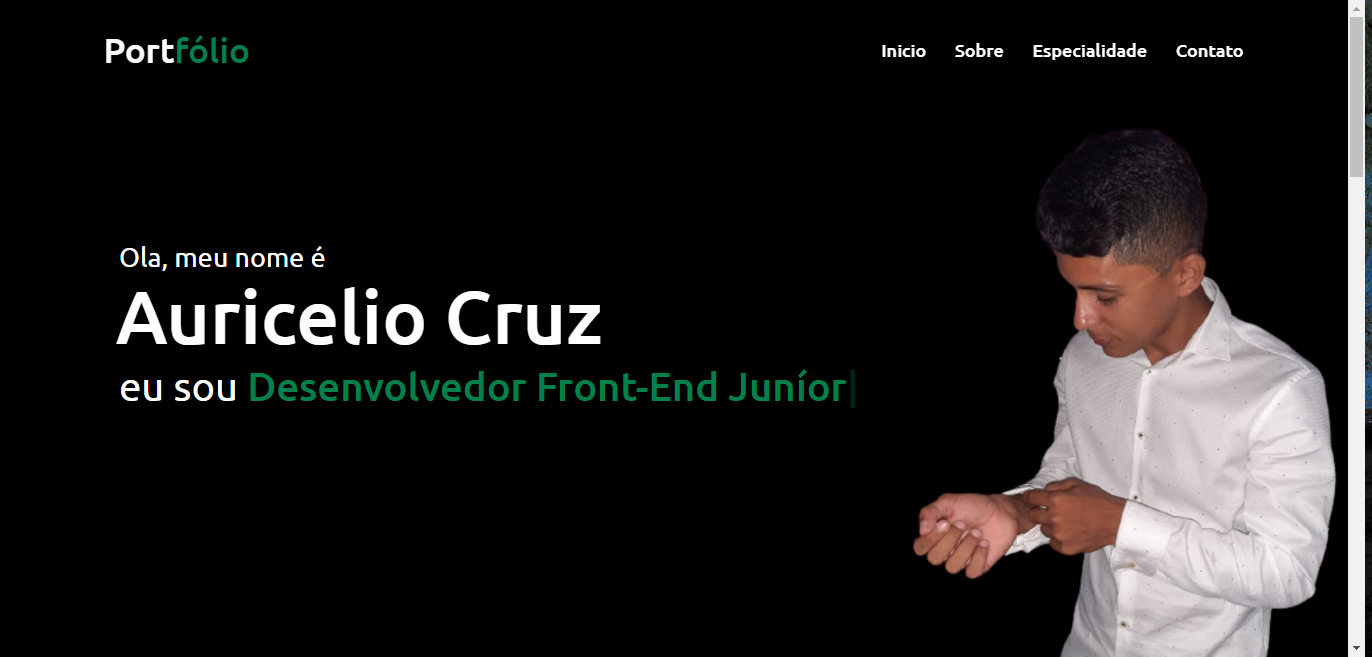 Portfólio
Inicio Sobre Especialidade Contato
Ola, meu nome é
Auricelio Cruz
eu sou Desenvolvedor Front-End Juníor|